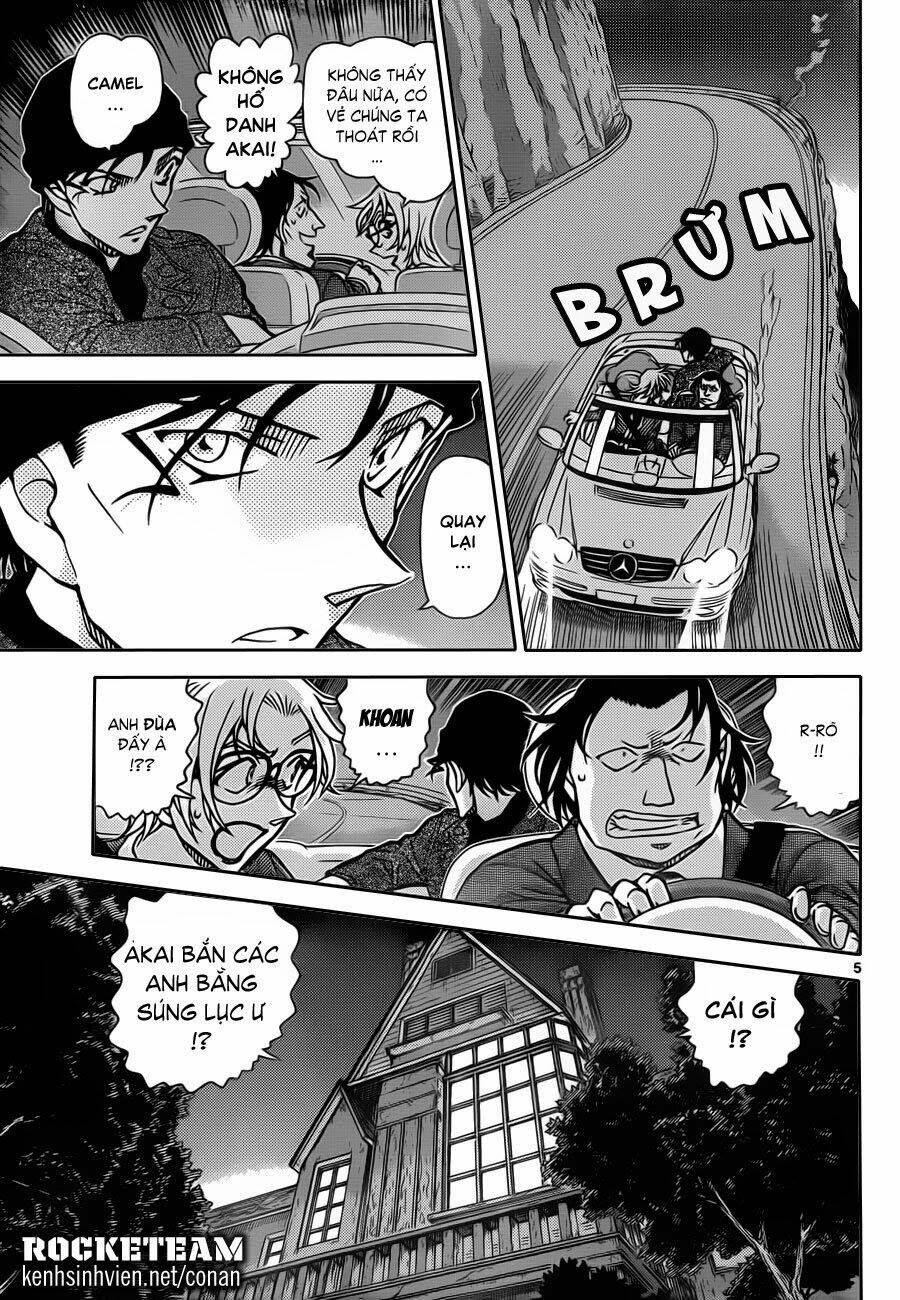 BRỪM
KHÔNG THẤY
ĐÂU NỮA, CÓ
VẺ CHÚNG TA
THOÁT RỒI
...
KHÔNG
HỔ
DANH
AKAI!
CAMEL
...
QUAY
LẠI
...
R-RÕ
!!
KHOAN
...
ANH ĐÙA
ĐẤY À
!??
5
CÁI GÌ
!?
AKAI BẮN CÁC
ANH BẰNG
SÚNG LỤC Ư
!?
ROCKETEAM
kenhsinhvien.net/conan